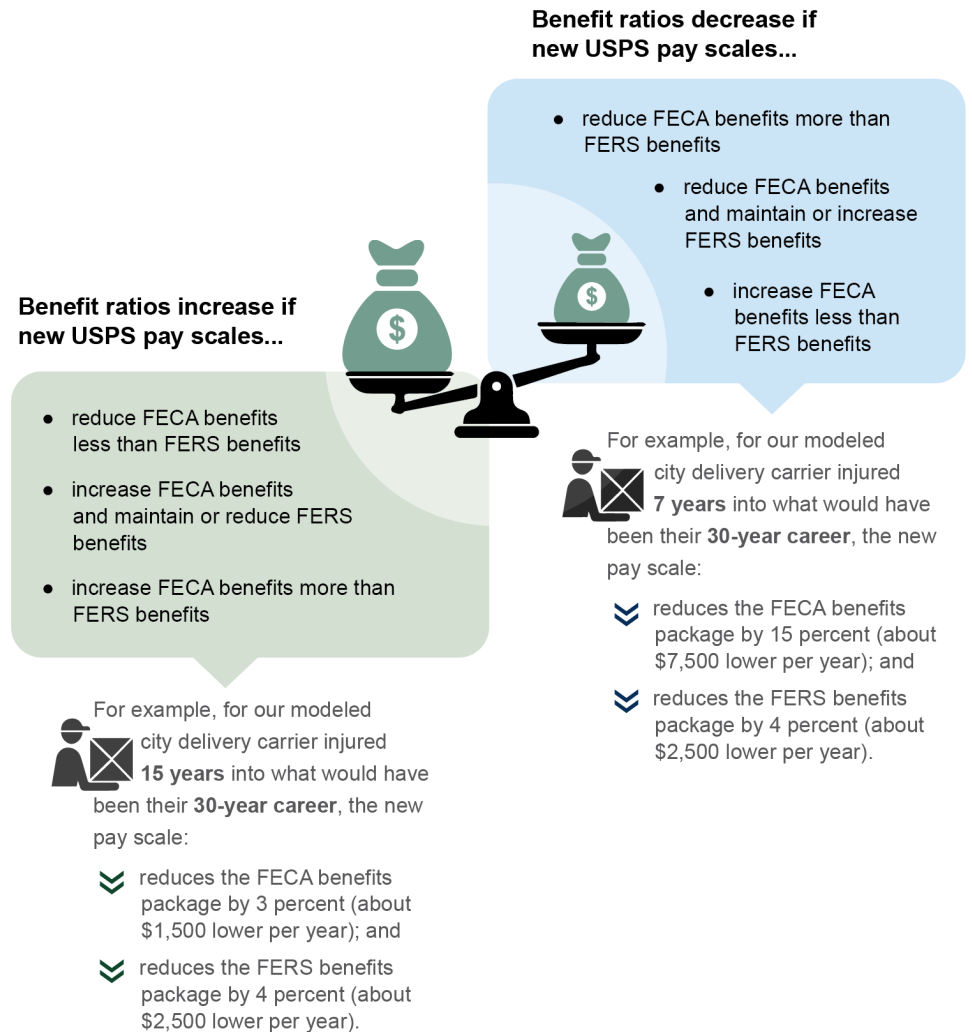 Benefit ratios decrease if
new USPS pay scales...
● reduce FECA benefits more than
FERS benefits
● reduce FECA benefits
and maintain or increase
FERS benefits
● increase FECA
benefits less than
FERS benefits
$
$
For example, for our modeled
city delivery carrier injured
7 years into what would have
been their 30-year career, the new
pay scale:
reduces the FECA benefits
package by 15 percent (about
$7,500 lower per year); and
reduces the FERS benefits
package by 4 percent (about
$2,500 lower per year).
Benefit ratios increase if
new USPS pay scales...
● reduce FECA benefits
less than FERS benefits
● increase FECA benefits
and maintain or reduce FERS
benefits
● increase FECA benefits more than
FERS benefits
For example, for our modeled
city delivery carrier injured
15 years into what would have
been their 30-year career, the new
pay scale:
reduces the FECA benefits
package by 3 percent (about
$1,500 lower per year); and
reduces the FERS benefits
package by 4 percent (about
$2,500 lower per year).